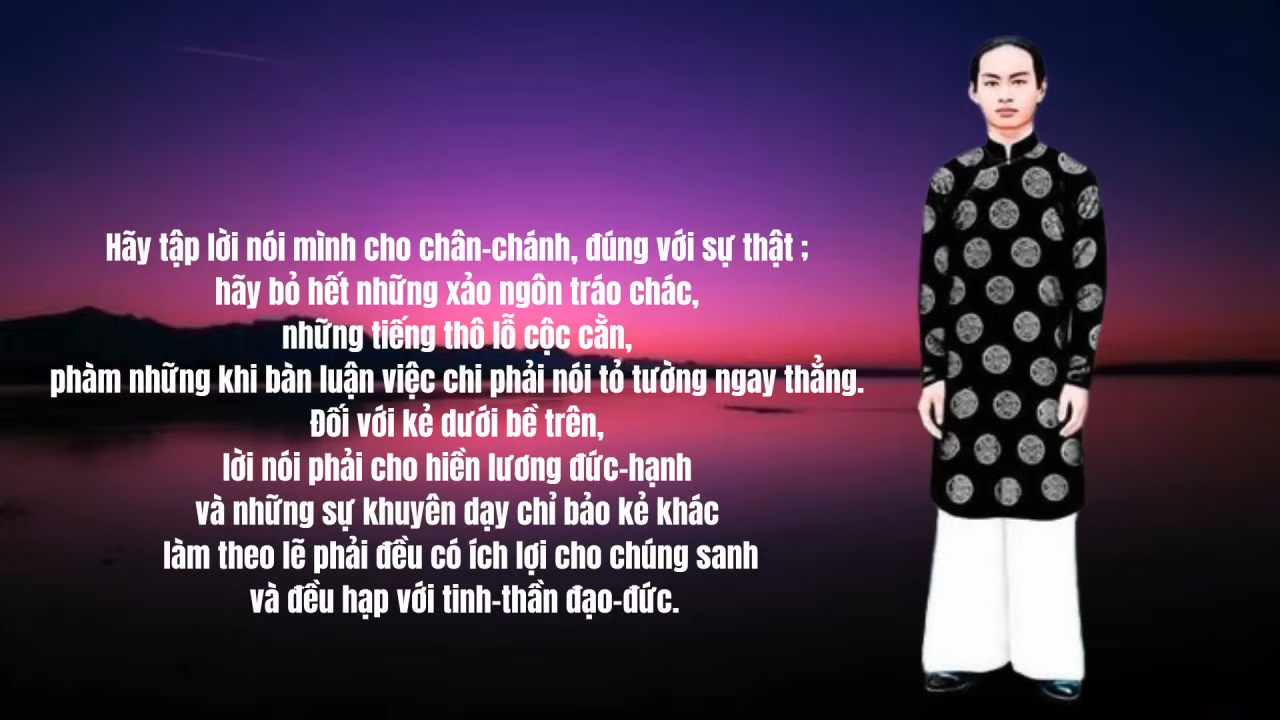 Hãy tập lời nói mình cho chân-chánh, đúng với sự thật ;
hãy bỏ hết những xảo ngôn tráo chác,
những tiếng thô lỗ cộc cằn,
phàm những khi bàn luận việc chi phải nói tỏ tường ngay thẳng.
Đối với kẻ dưới bề trên,
lời nói phải cho hiền lương đức-hạnh
và những sự khuyên dạy chỉ bảo kẻ khác
làm theo lẽ phải đều có ích lợi cho chúng sanh
và đều hạp với tinh-thần đạo-đức.